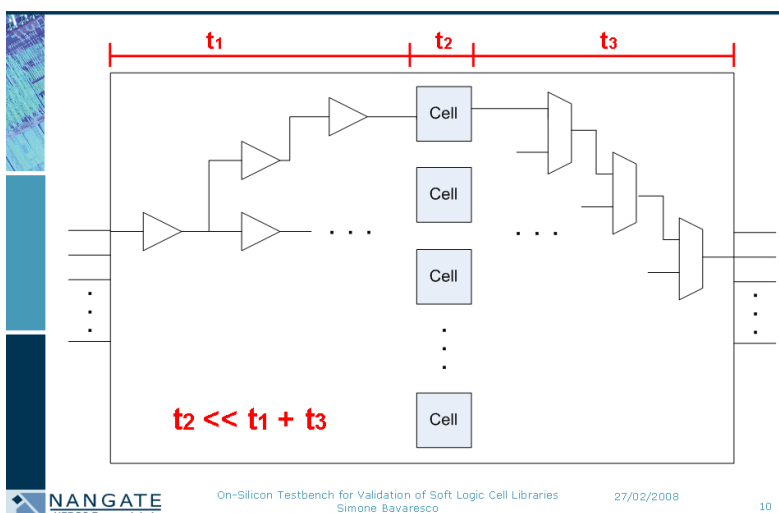 t1 t2 t3
Cell
Cell
Cell
Cell
t2 << t1 + t3
NANGATE
On-Silicon Testbench for Validation of Soft Logic Cell Libraries
Simone Bavaresco
27/02/2008
10